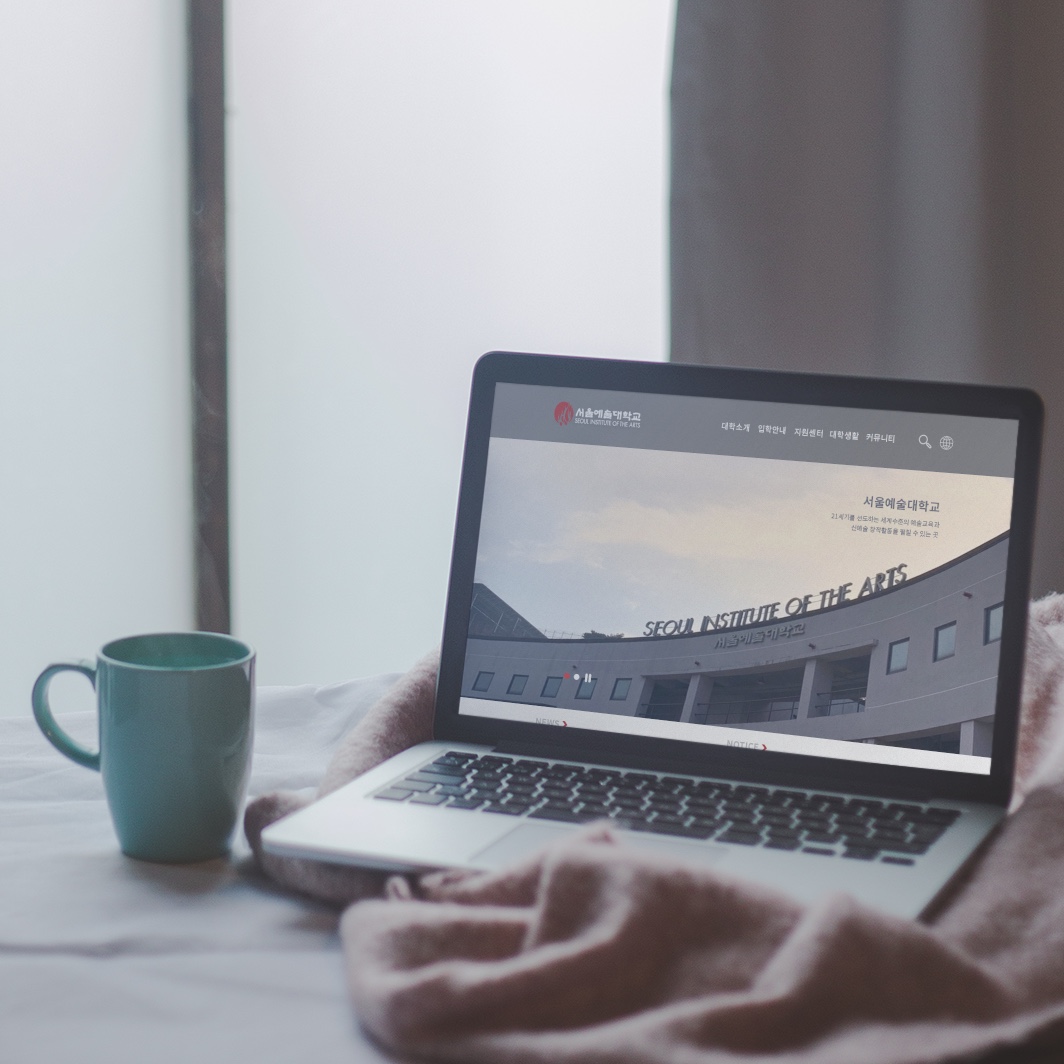 서울예술대학교
SEOUL INSTITUTE OF THE ARTS
대학소개 입학안내 지원센터 대학생활 커뮤니티
서울예술대학교
21세기를 선도하는 세계수준의 예술교육과
신예술 창작활동을 펼칠 수 있는 곳
SEOUL INSTITUTE OF THE ARTS
서울예술대학교
NEWS
NOTICE